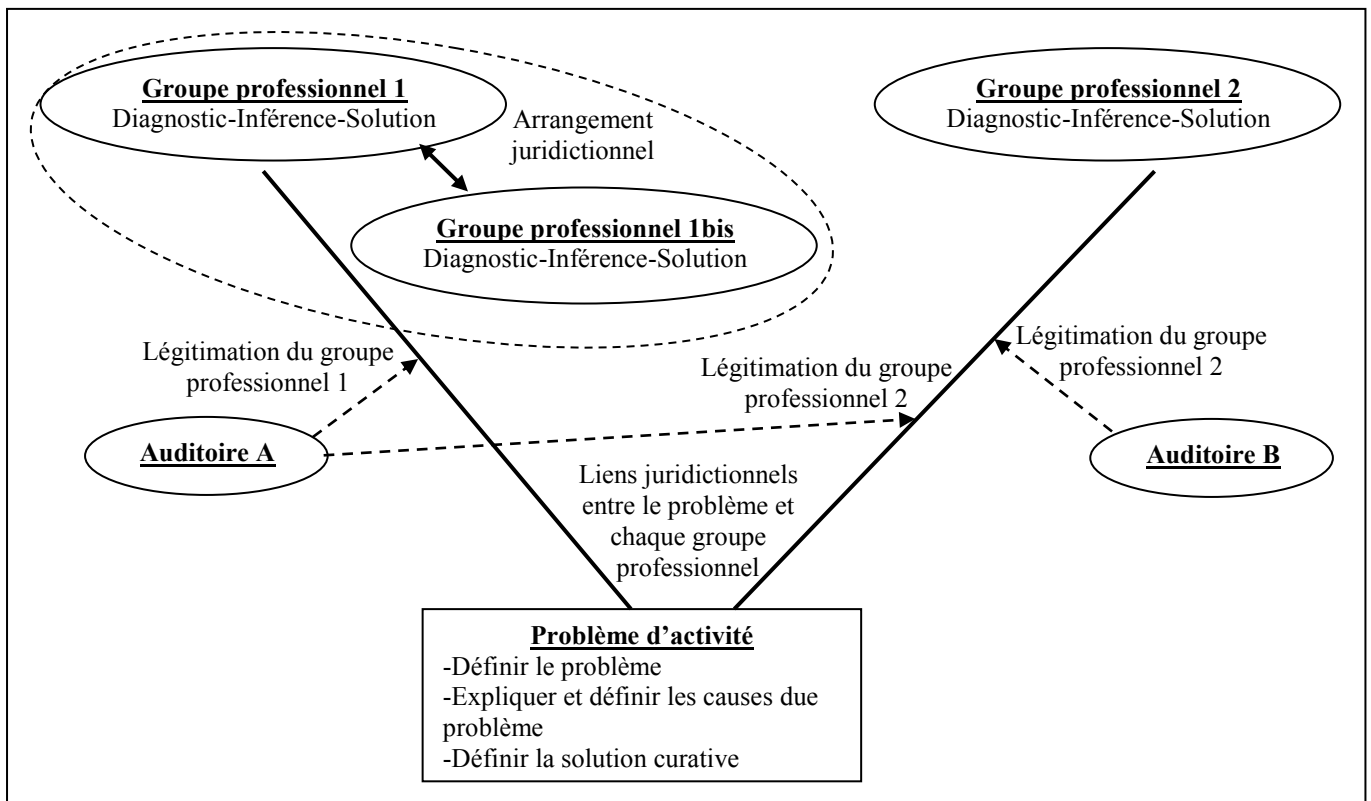 Groupe professionnel 1
Diagnostic-Inférence-Solution
Groupe professionnel 2
Diagnostic-Inférence-Solution
Arrangement
juridictionnel
Groupe professionnel 1bis
Diagnostic-Inférence-Solution
Légitimation du groupe
professionnel 1
Légitimation du groupe
professionnel 2
Légitimation du groupe
professionnel 2
Auditoire A
Auditoire B
Liens juridictionnels
entre le problème et
chaque groupe
professionnel
Problème d’activité
-Définir le problème
-Expliquer et définir les causes due
problème
-Définir la solution curative